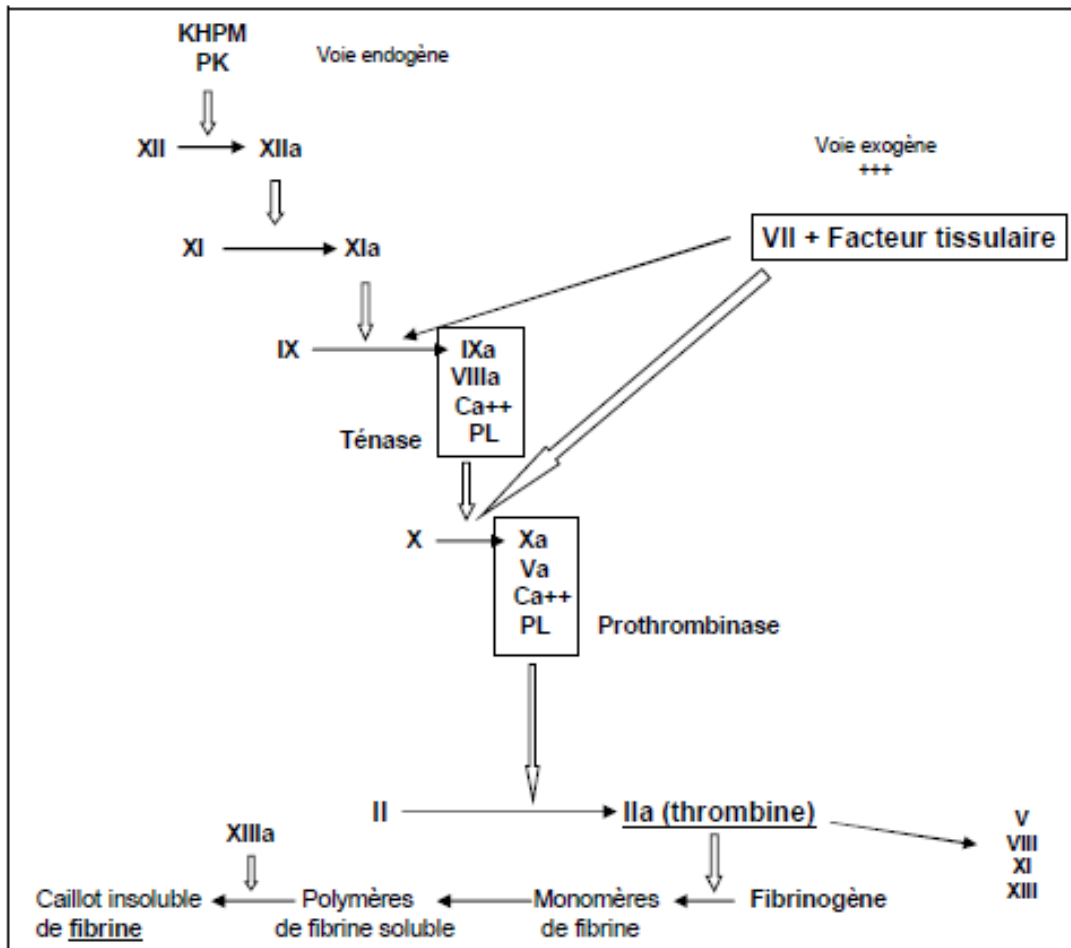 KHPM
PK
Voie endogène
XII
XIIa
Voie exogène
+++
VII + Facteur tissulaire
XI
XIa
IX
IXa
VIIIa
Ca++
PL
Ténase
X
Xa
Va
Ca++
PL
Prothrombinase
II
IIa (thrombine)
V
VIII
XI
XIII
XIIIa
Caillot insoluble
de fibrine
Polymères
de fibrine soluble
Monomères
de fibrine
Fibrinogène